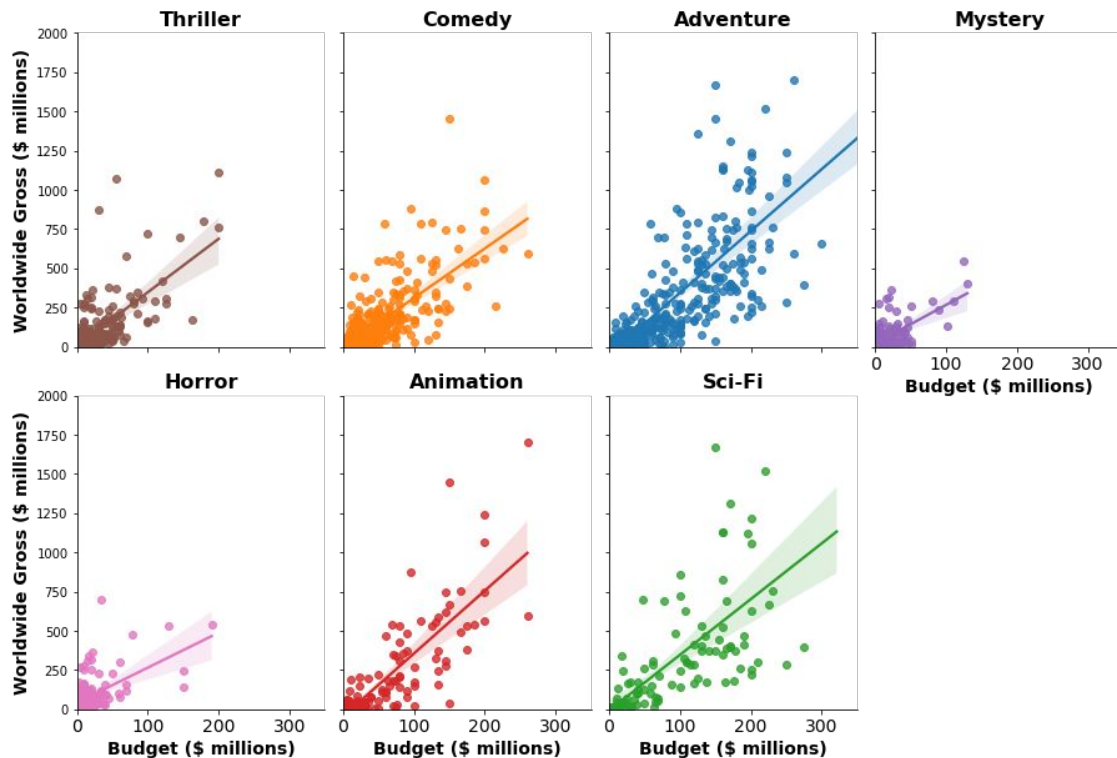 Thriller
Comedy
Adventure
Mystery
Worldwide Gross ($ millions)
2000
1750
1500
1250
1000
750
500
250
0
0 100 200 300
Budget ($ millions)
Horror
Animation
Sci-Fi
Worldwide Gross ($ millions)
2000
1750
1500
1250
1000
750
500
250
0
0 100 200 300
Budget ($ millions)
0 100 200 300
Budget ($ millions)
0 100 200 300
Budget ($ millions)